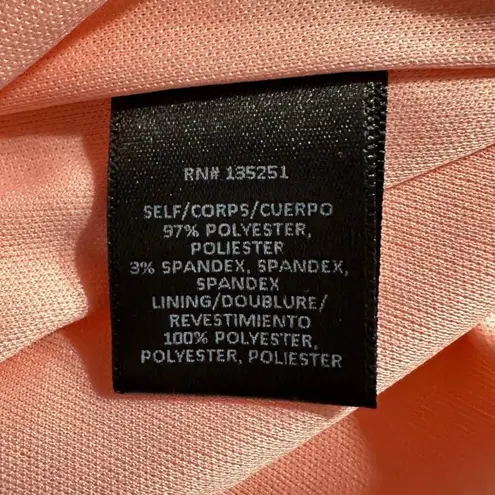 RN# 135251
SELF/CORPS/CUERPO
97% POLYESTER,
POLIESTER
3% SPANDEX, SPANDEX,
SPANDEX
LINING/DOUBLURE/
REVESTIMIENTO
100% POLYESTER,
POLYESTER, POLIESTER